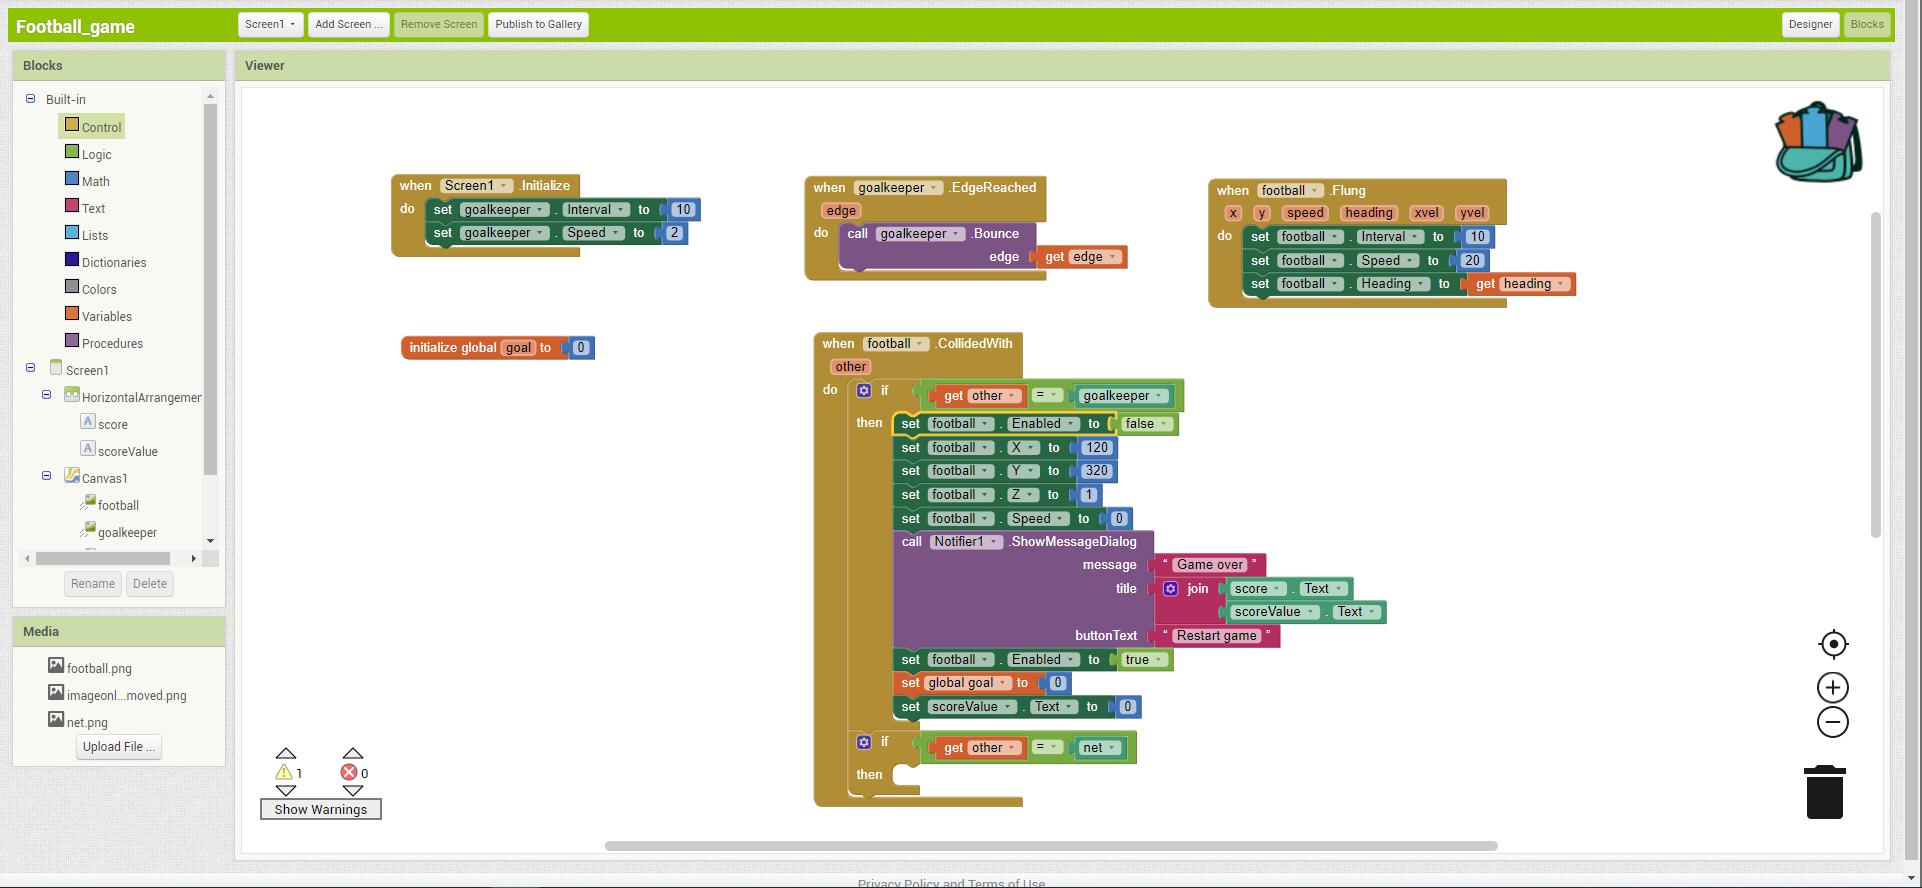 Football_game
Screen1
Add Screen ...
Remove Screen
Publish to Gallery
Designer
Blocks
Blocks
Viewer
Built-in
Control
Logic
Math
Text
Lists
Dictionaries
Colors
Variables
Procedures
Screen1
HorizontalArrangemer
score
scoreValue
Canvas1
football
goalkeeper
Rename
Delete
Media
football.png
imageonl...moved.png
net.png
Upload File ...
when Screen1 .Initialize
do set goalkeeper . Interval to 10
set goalkeeper . Speed to 2
initialize global goal to 0
when goalkeeper .EdgeReached
edge
do call goalkeeper .Bounce
edge get edge
when football .Flung
x y speed heading xvel yvel
do set football . Interval to 10
set football . Speed to 20
set football . Heading to get heading
when football .CollidedWith
other
do if get other = goalkeeper
then set football . Enabled to false
set football . X to 120
set football . Y to 320
set football . Z to 1
set football . Speed to 0
call Notifier1 .ShowMessageDialog
message “ Game over ”
title join score . Text
scoreValue . Text
buttonText “ Restart game ”
set football . Enabled to true
set global goal to 0
set scoreValue . Text to 0
if get other = net
then
1 0
Show Warnings
Privacy Policy and Terms of Use